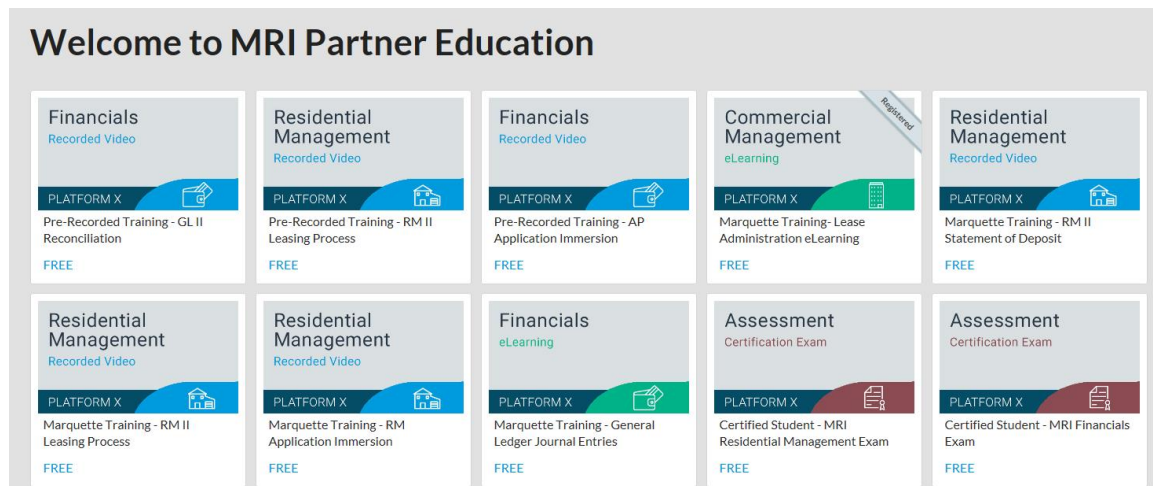 Welcome to MRI Partner Education
Financials
Recorded Video
PLATFORM X
Pre-Recorded Training - GL II
Reconciliation
FREE
Residential
Management
Recorded Video
PLATFORM X
Pre-Recorded Training - RM II
Leasing Process
FREE
Financials
Recorded Video
PLATFORM X
Pre-Recorded Training - AP
Application Immersion
FREE
Commercial
Management
eLearning
Registered
PLATFORM X
Marquette Training- Lease
Administration eLearning
FREE
Residential
Management
Recorded Video
PLATFORM X
Marquette Training - RM II
Statement of Deposit
FREE
Residential
Management
Recorded Video
PLATFORM X
Marquette Training - RM II
Leasing Process
FREE
Residential
Management
Recorded Video
PLATFORM X
Marquette Training - RM
Application Immersion
FREE
Financials
eLearning
PLATFORM X
Marquette Training - General
Ledger Journal Entries
FREE
Assessment
Certification Exam
PLATFORM X
Certified Student - MRI
Residential Management Exam
FREE
Assessment
Certification Exam
PLATFORM X
Certified Student - MRI Financials
Exam
FREE